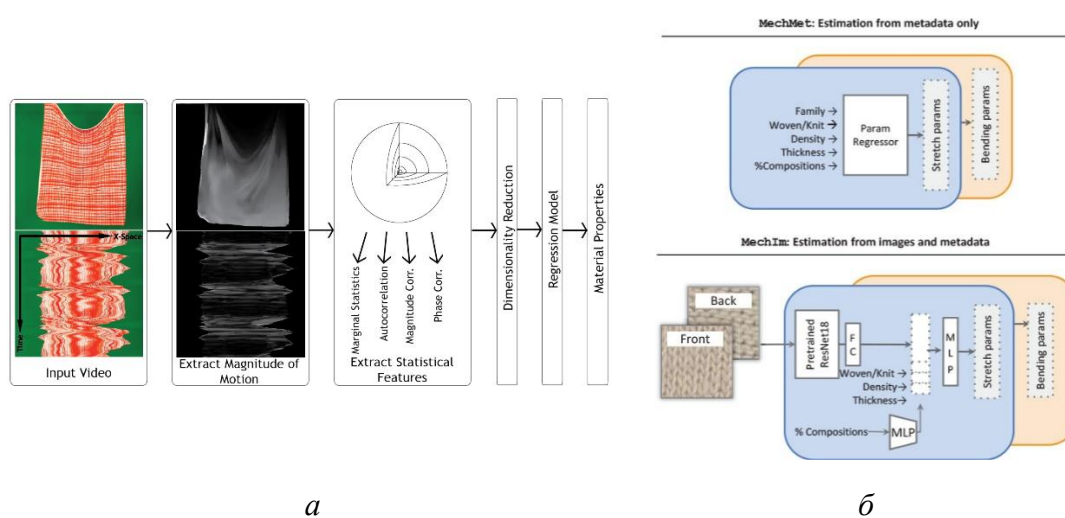 X-Space
Time
Input Video
Extract Magnitude of
Motion
Marginal Statistics
Autocorrelation
Magnitude Corr.
Phase Corr.
Extract Statistical
Features
Dimensionality Reduction
Regression Model
Material Properties
а
MechMet: Estimation from metadata only
Family →
Woven/Knit →
Density →
Thickness →
%Compositions →
Param
Regressor
Stretch params
Bending params
MechIm: Estimation from images and metadata
Back
Front
Pretrained
ResNet18
FC
Woven/Knit →
Density→
Thickness→
% Compositions
MLP
MLP
Stretch params
Bending params
б